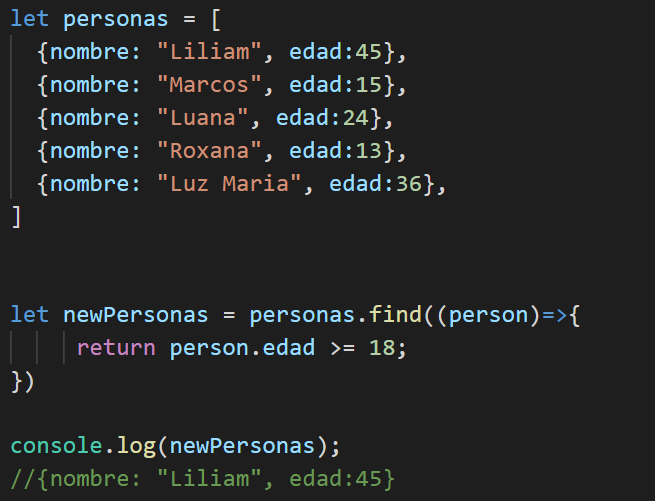 let personas = [
{nombre: "Liliam", edad:45},
{nombre: "Marcos", edad:15},
{nombre: "Luana", edad:24},
{nombre: "Roxana", edad:13},
{nombre: "Luz Maria", edad:36},
]
let newPersonas = personas.find((person)=>{
return person.edad >= 18;
})
console.log(newPersonas);
//{nombre: "Liliam", edad:45}